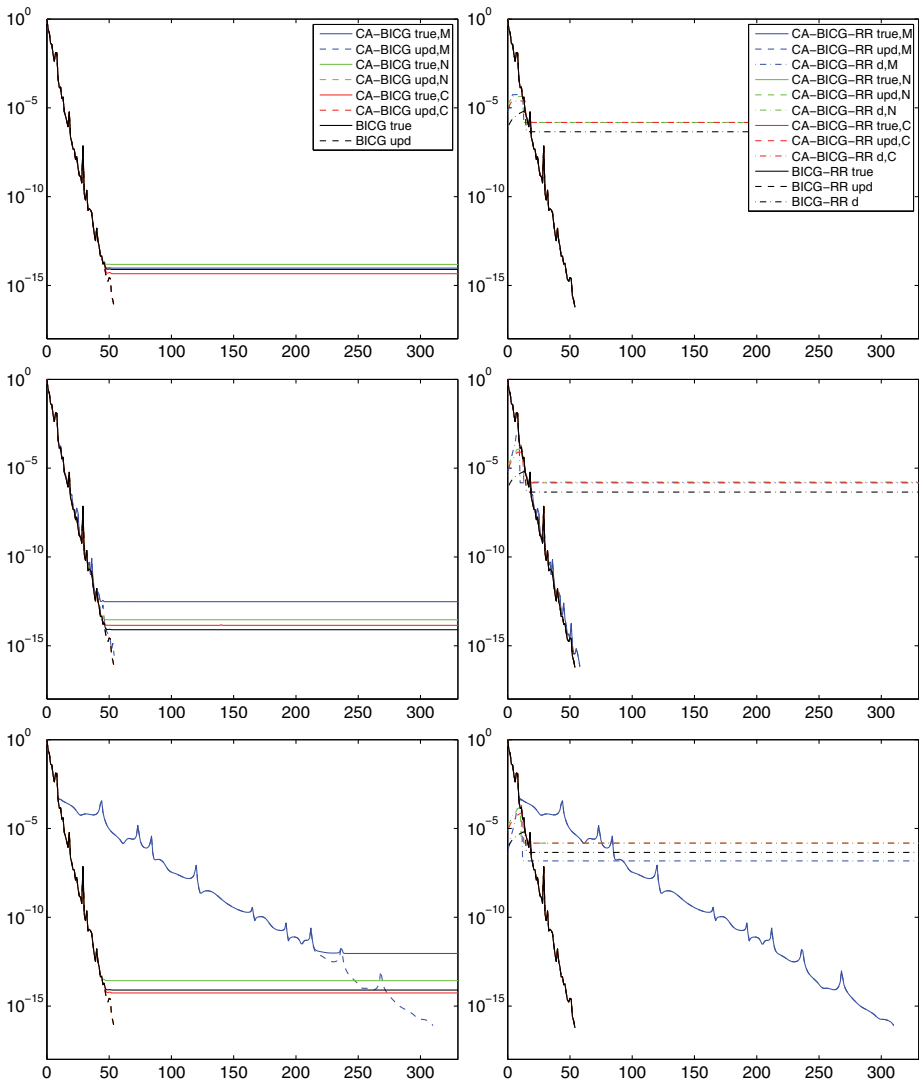 10^0
10^-5
10^-10
10^-15
0 50 100 150 200 250 300
CA−BICG true,M
CA−BICG upd,M
CA−BICG true,N
CA−BICG upd,N
CA−BICG true,C
CA−BICG upd,C
BICG true
BICG upd
10^0
10^-5
10^-10
10^-15
0 50 100 150 200 250 300
CA−BICG−RR true,M
CA−BICG−RR upd,M
CA−BICG−RR d,M
CA−BICG−RR true,N
CA−BICG−RR upd,N
CA−BICG−RR d,N
CA−BICG−RR true,C
CA−BICG−RR upd,C
CA−BICG−RR d,C
BICG−RR true
BICG−RR upd
BICG−RR d
10^0
10^-5
10^-10
10^-15
0 50 100 150 200 250 300
10^0
10^-5
10^-10
10^-15
0 50 100 150 200 250 300
10^0
10^-5
10^-10
10^-15
0 50 100 150 200 250 300
10^0
10^-5
10^-10
10^-15
0 50 100 150 200 250 300